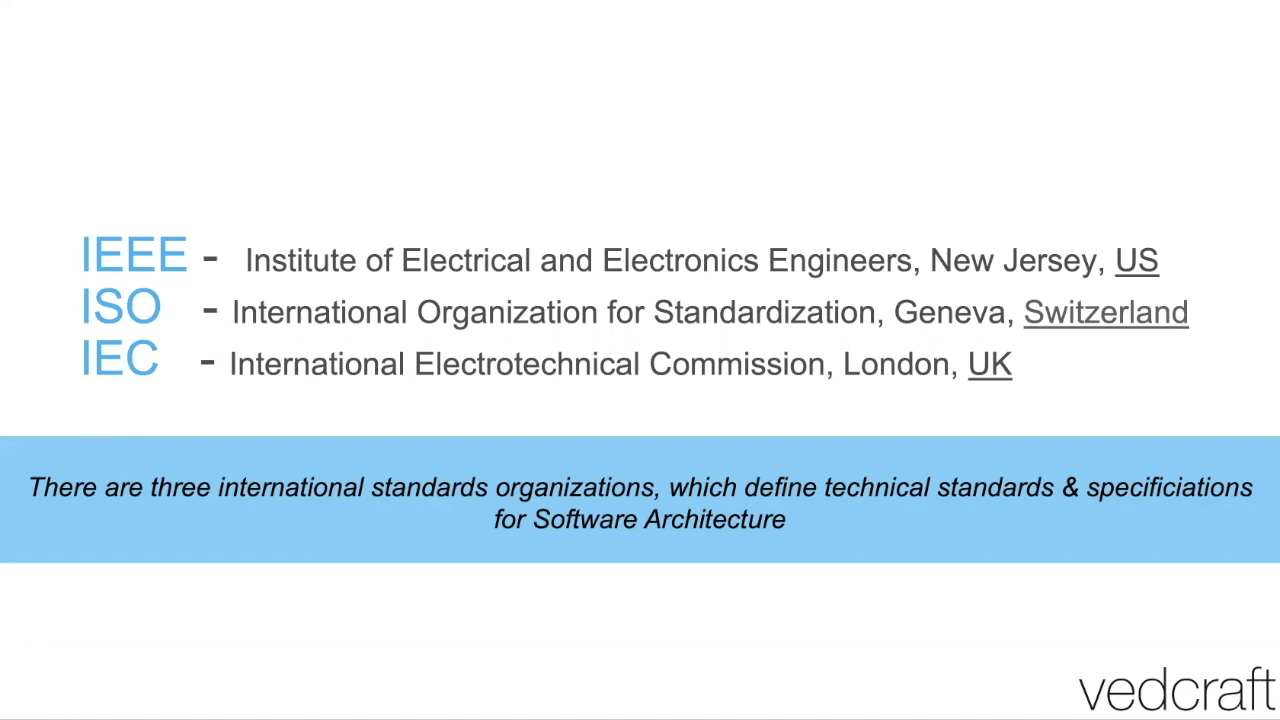 IEEE - Institute of Electrical and Electronics Engineers, New Jersey, US
ISO - International Organization for Standardization, Geneva, Switzerland
IEC - International Electrotechnical Commission, London, UK
There are three international standards organizations, which define technical standards & specificiations
for Software Architecture
vedcraft